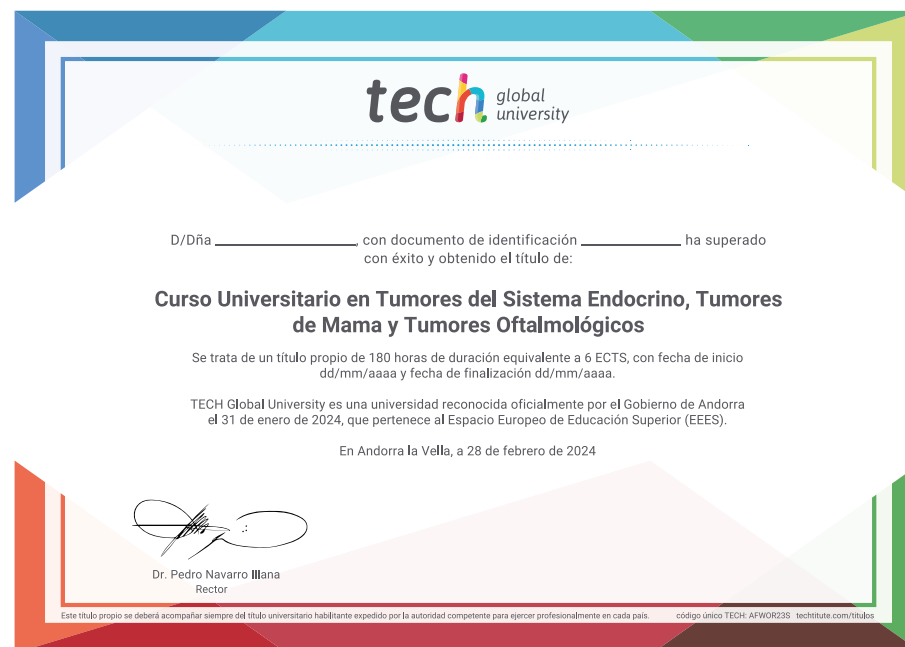 tech global university
D/Dña ______________, con documento de identificación __________ ha superado
con éxito y obtenido el título de:
Curso Universitario en Tumores del Sistema Endocrino, Tumores
de Mama y Tumores Oftalmológicos
Se trata de un título propio de 180 horas de duración equivalente a 6 ECTS, con fecha de inicio
dd/mm/aaaa y fecha de finalización dd/mm/aaaa.
TECH Global University es una universidad reconocida oficialmente por el Gobierno de Andorra
el 31 de enero de 2024, que pertenece al Espacio Europeo de Educación Superior (EEES).
En Andorra la Vella, a 28 de febrero de 2024
Dr. Pedro Navarro Illana
Rector
Este título propio se deberá acompañar siempre del título universitario habilitante expedido por la autoridad competente para ejercer profesionalmente en cada país. código único TECH: AFWOR23S techtitute.com/titulos